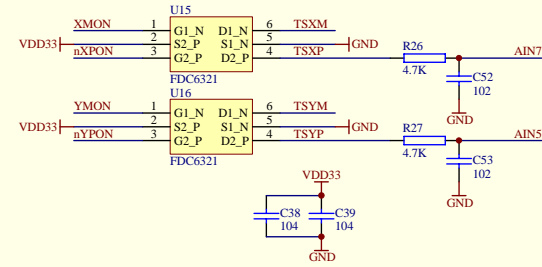 U15
XMON 1 G1_N D1_N 6 TSXM
VDD33 2 S2_P S1_N 5 GND
nXPON 3 G2_P D2_P 4 TSXP R26 AIN7
FDC6321 4.7K C52
102
GND
U16
YMON 1 G1_N D1_N 6 TSYM
VDD33 2 S2_P S1_N 5 GND
nYPON 3 G2_P D2_P 4 TSYP R27 AIN5
FDC6321 4.7K C53
102
GND
VDD33
C38 C39
104 104
GND